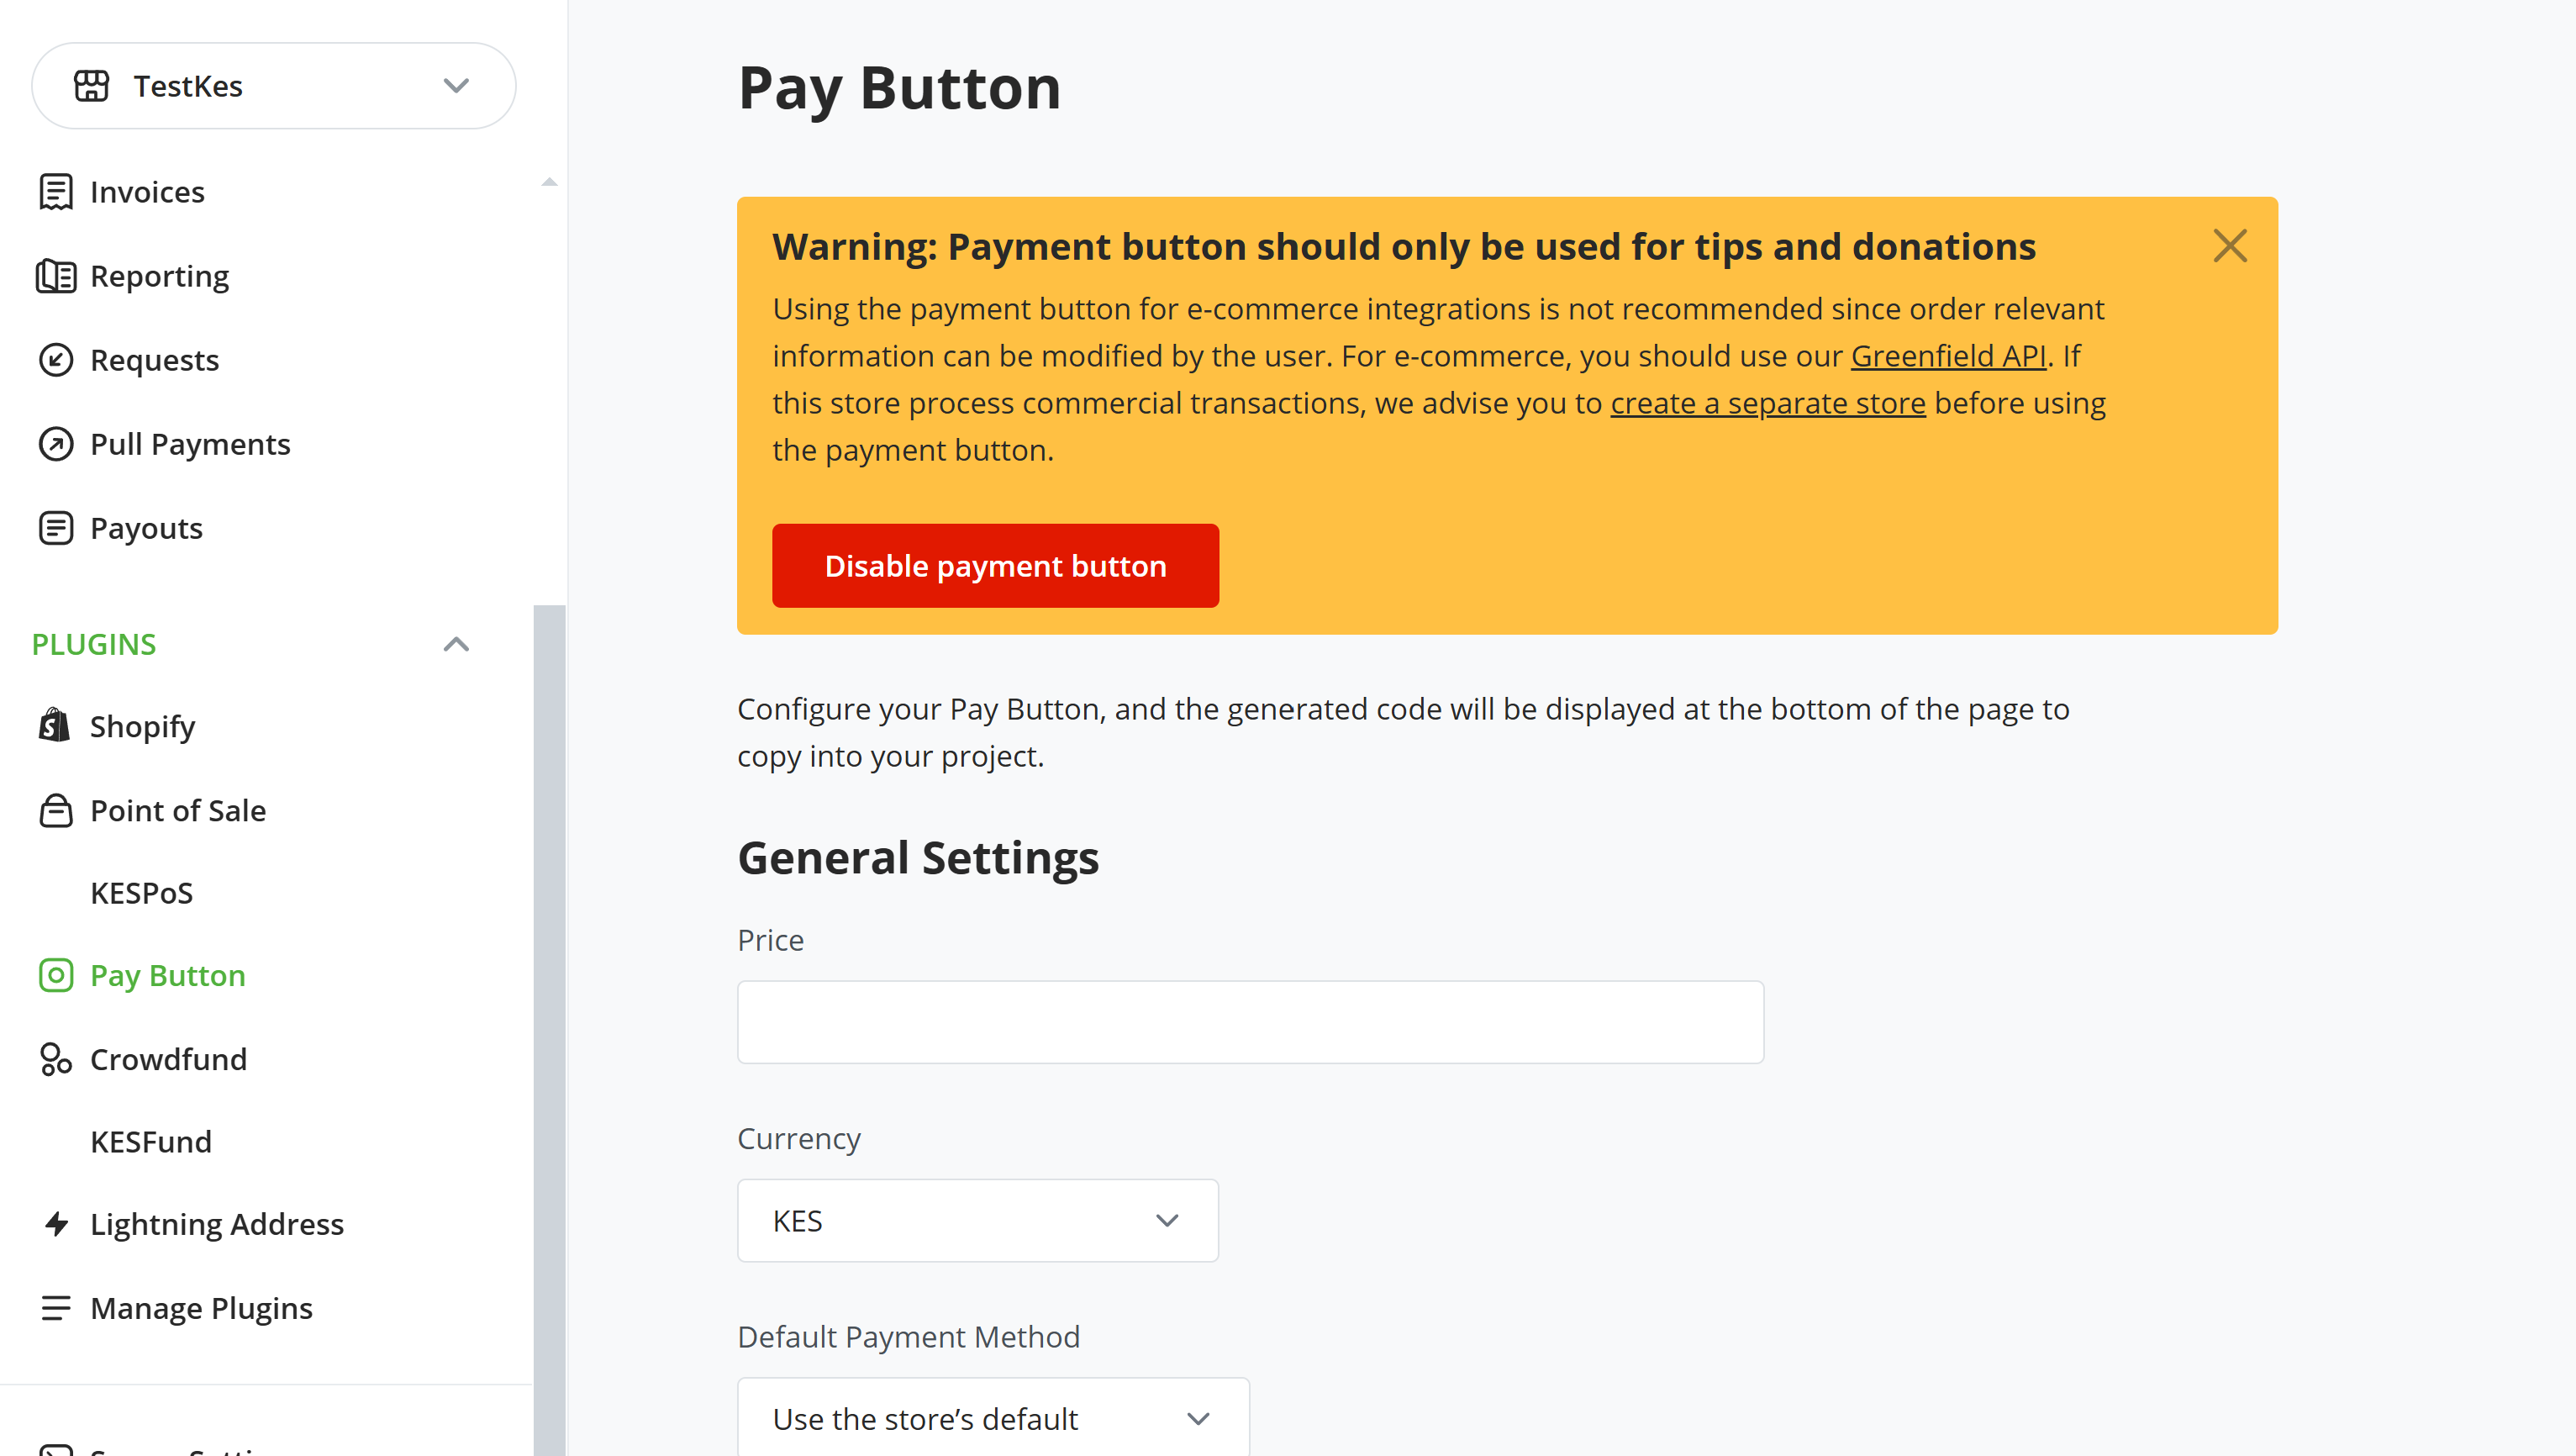 TestKes
Invoices
Reporting
Requests
Pull Payments
Payouts
PLUGINS
Shopify
Point of Sale
KESPoS
Pay Button
Crowdfund
KESFund
Lightning Address
Manage Plugins
Pay Button
Warning: Payment button should only be used for tips and donations
Using the payment button for e-commerce integrations is not recommended since order relevant
information can be modified by the user. For e-commerce, you should use our Greenfield API. If
this store process commercial transactions, we advise you to create a separate store before using
the payment button.
Disable payment button
Configure your Pay Button, and the generated code will be displayed at the bottom of the page to
copy into your project.
General Settings
Price
Currency
KES
Default Payment Method
Use the store’s default